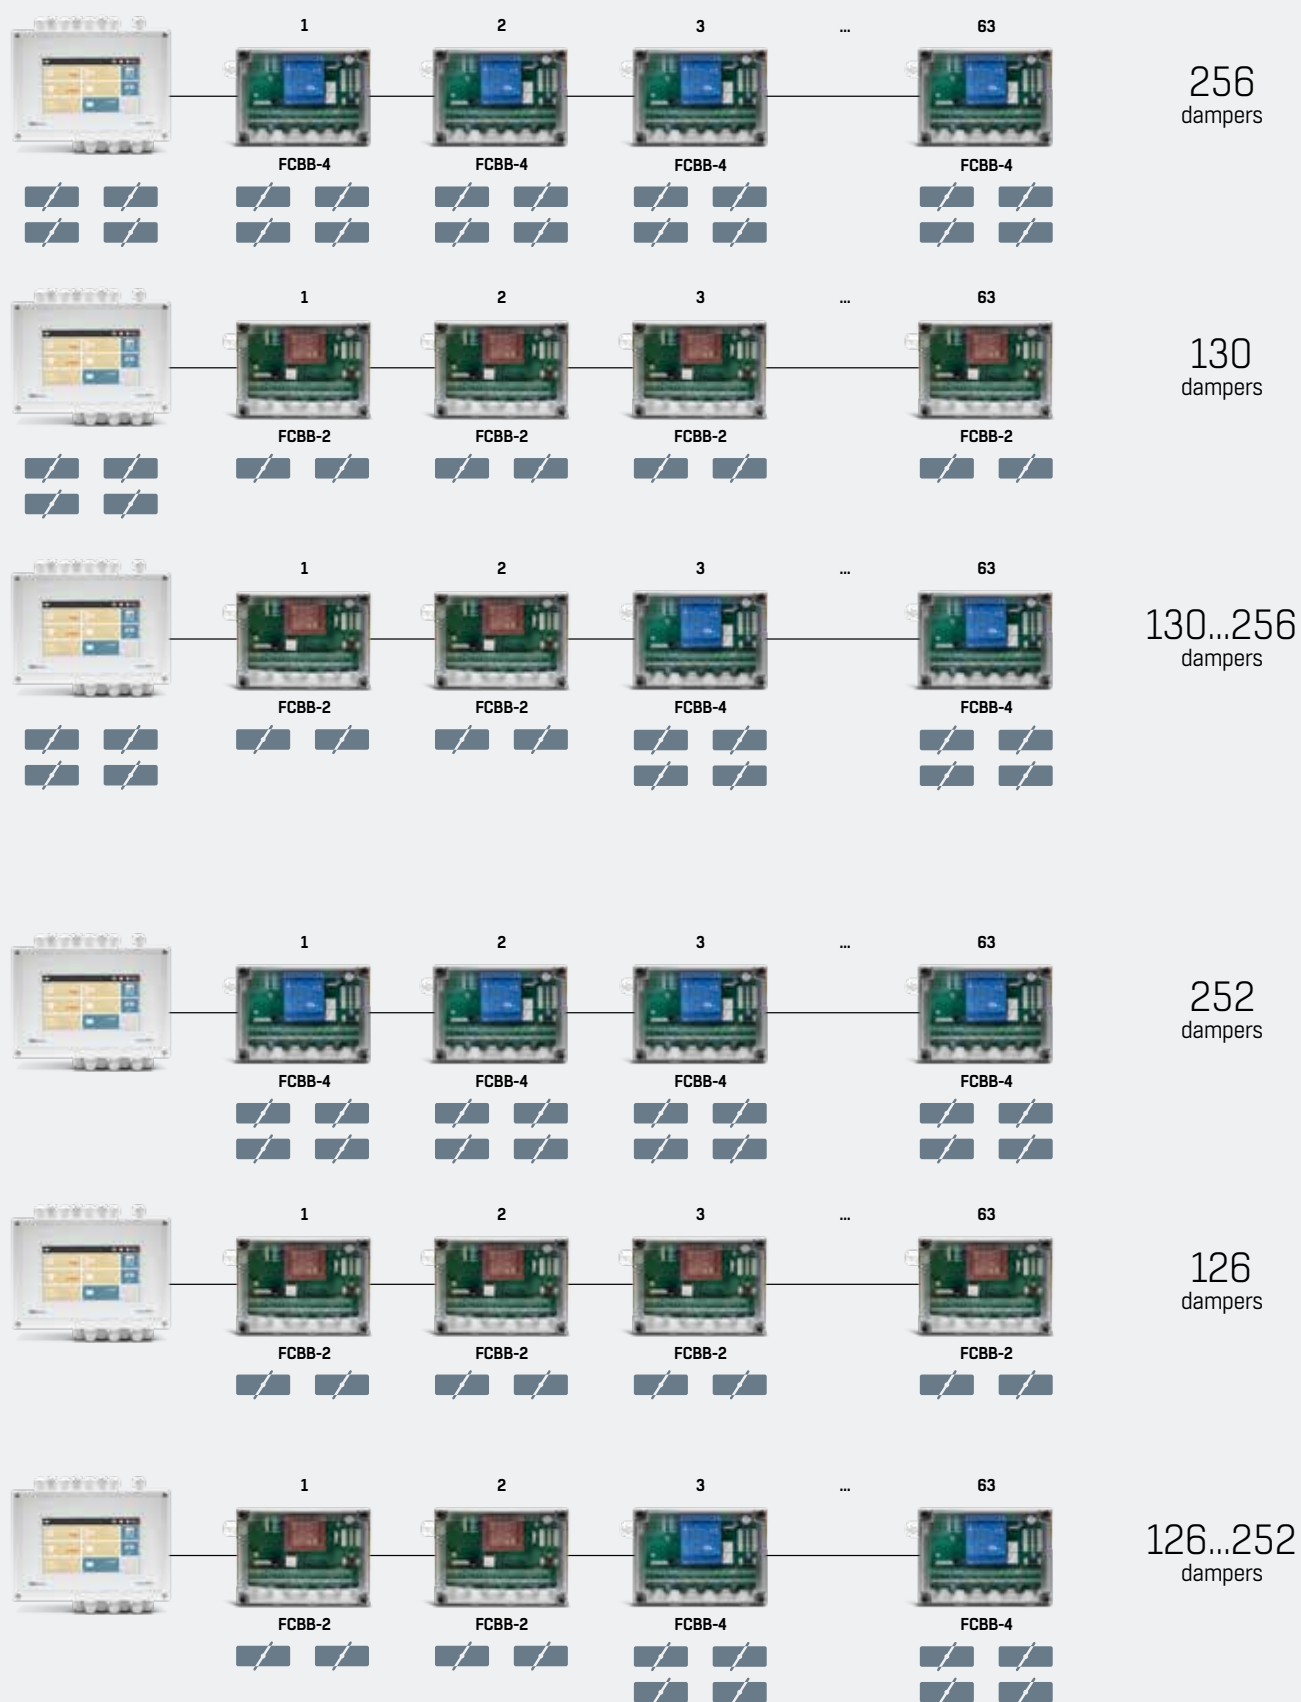 1 2 3 ... 63
256
dampers
FCBB-4 FCBB-4 FCBB-4 FCBB-4
1 2 3 ... 63
130
dampers
FCBB-2 FCBB-2 FCBB-2 FCBB-2
1 2 3 ... 63
130...256
dampers
FCBB-2 FCBB-2 FCBB-4 FCBB-4
1 2 3 ... 63
252
dampers
FCBB-4 FCBB-4 FCBB-4 FCBB-4
1 2 3 ... 63
126
dampers
FCBB-2 FCBB-2 FCBB-2 FCBB-2
1 2 3 ... 63
126...252
dampers
FCBB-2 FCBB-2 FCBB-4 FCBB-4